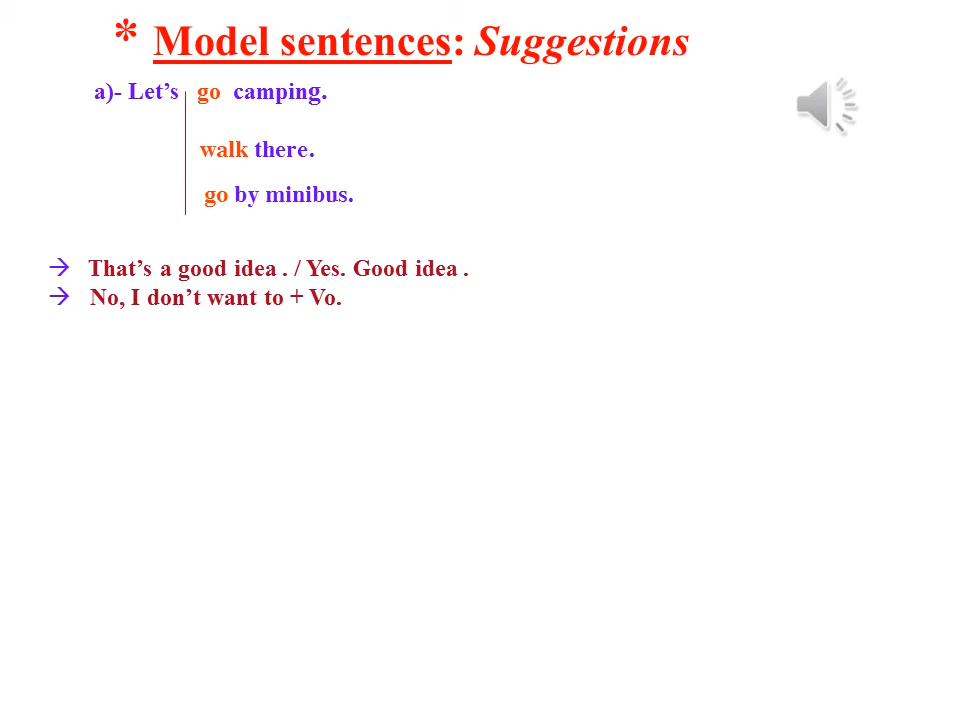 * Model sentences: Suggestions
a)- Let’s go camping.
walk there.
go by minibus.
→ That’s a good idea . / Yes. Good idea .
→ No, I don’t want to + Vo.